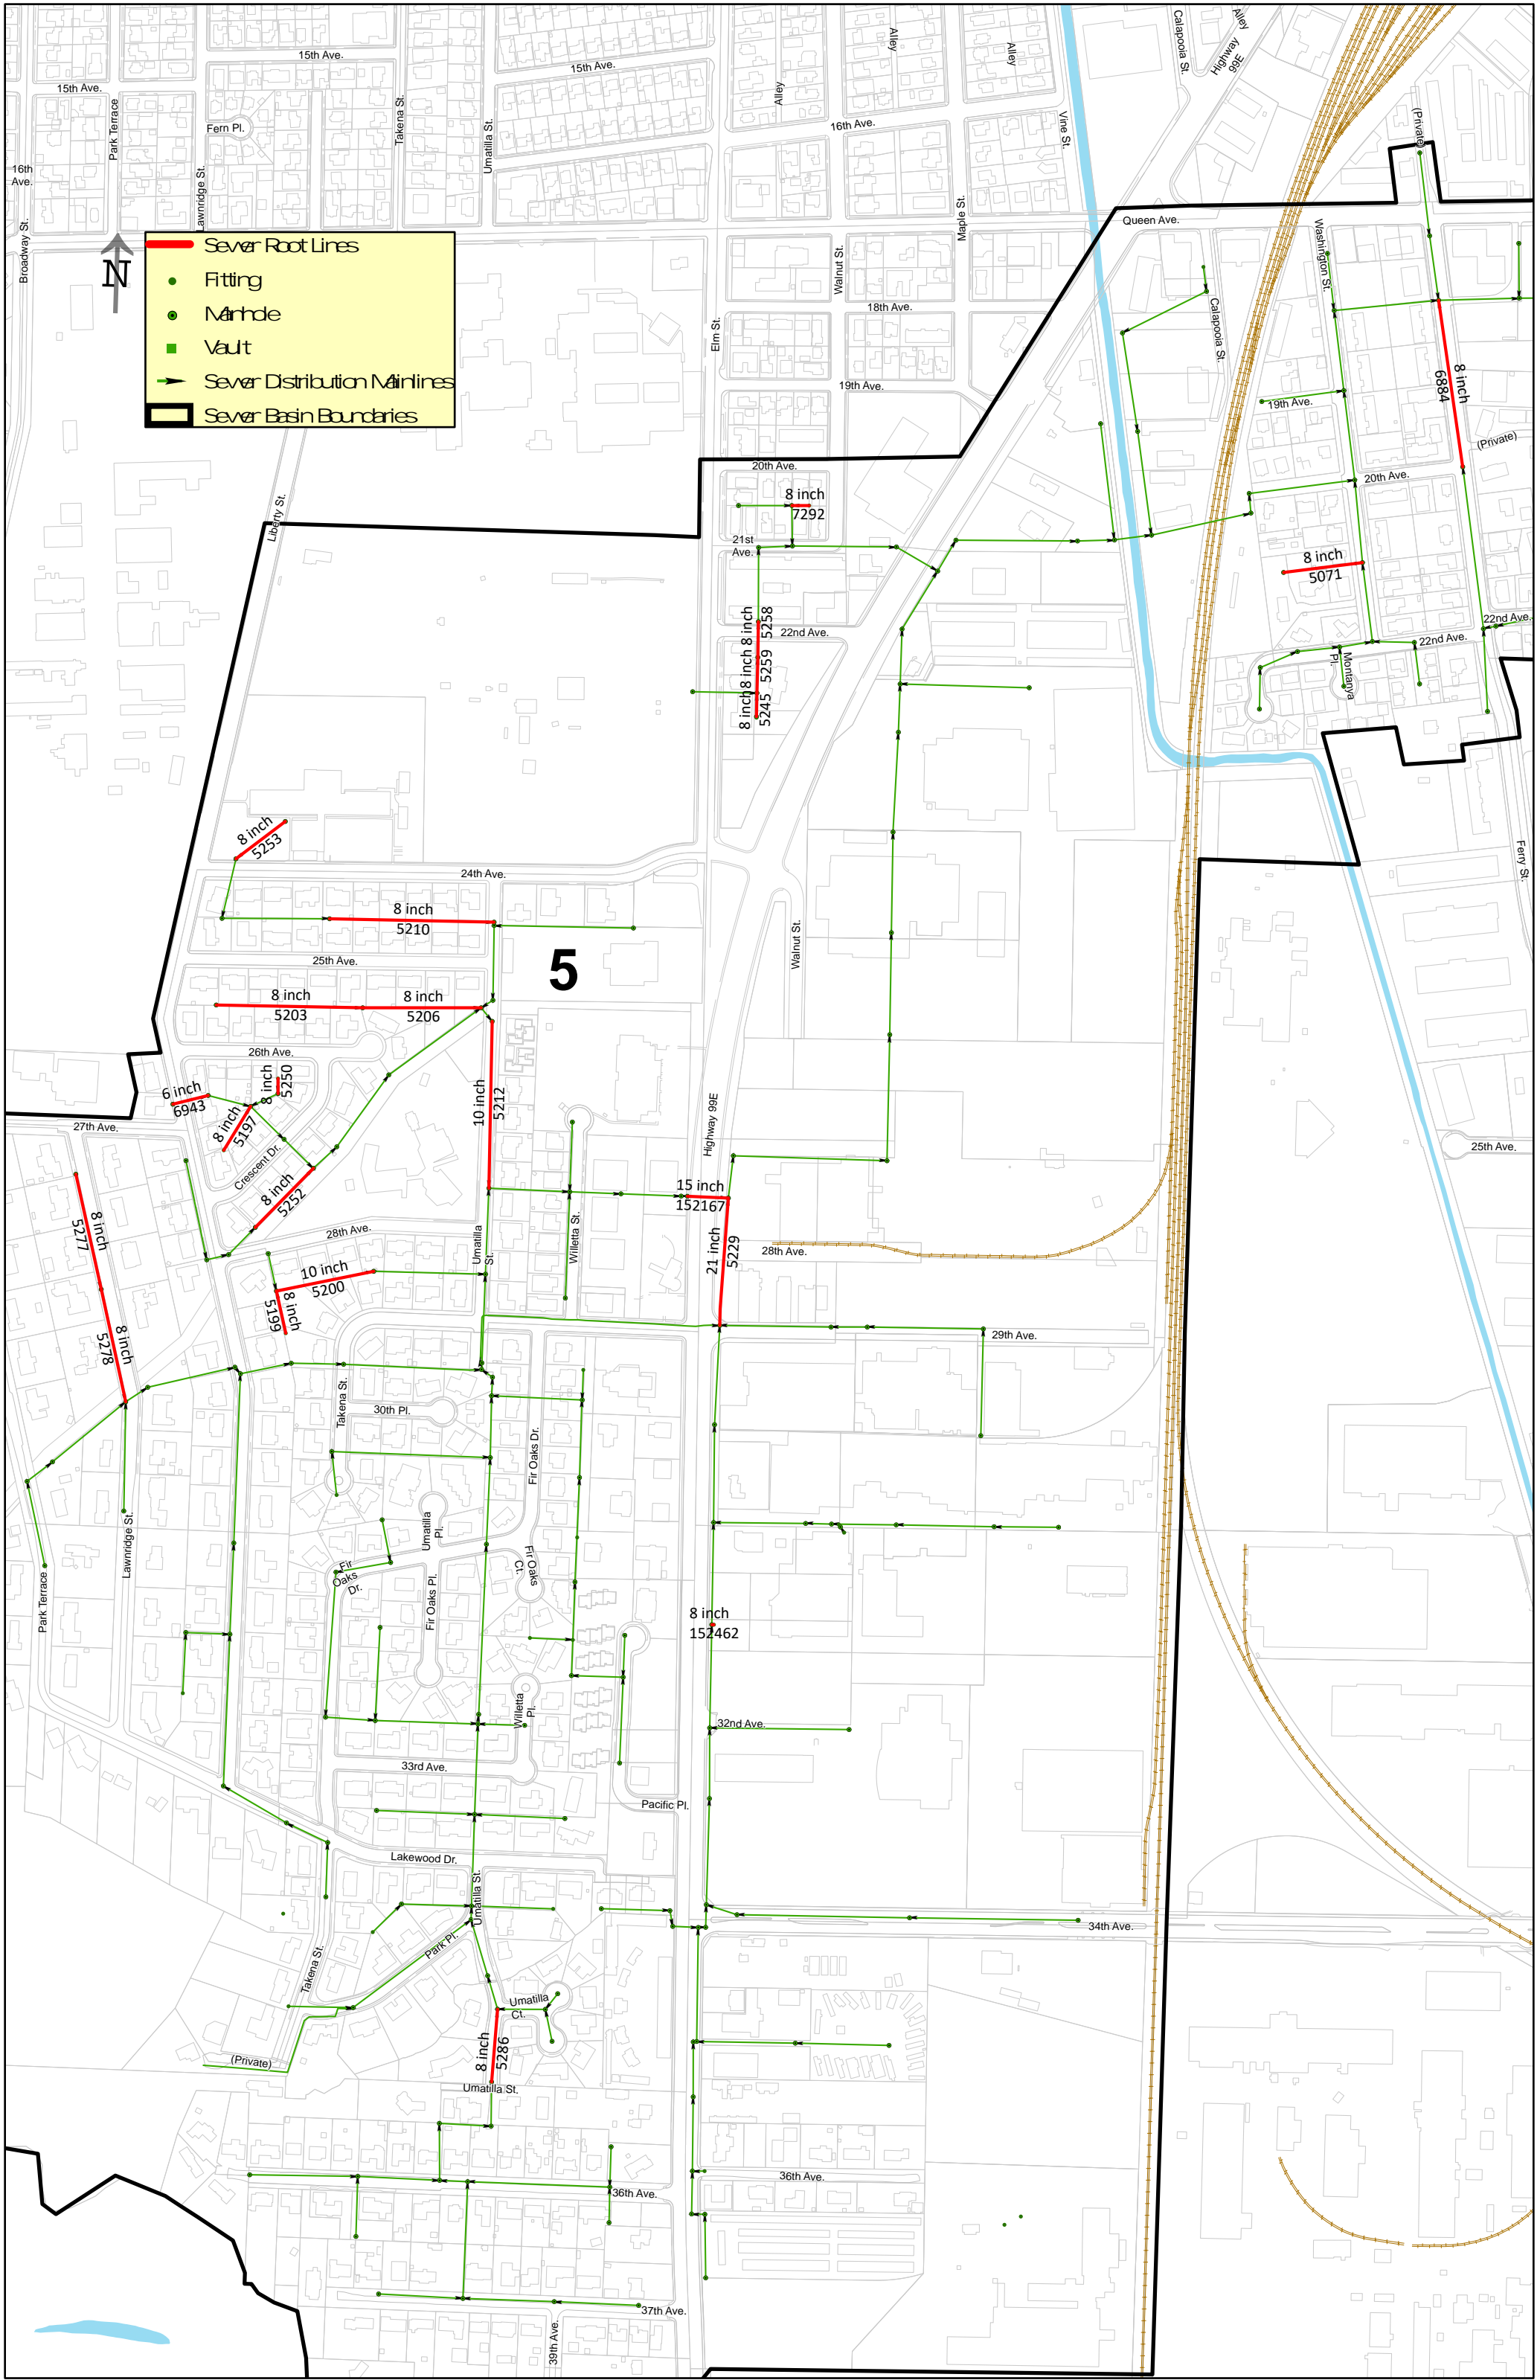 15th Ave.
15th Ave.
15th Ave.
Park Terrace
Fern Pl.
Lawnridge St.
Takena St.
Umatilla St.
Alley
Alley
Alley
16th Ave.
Maple St.
Vine St.
Calapooia St.
Alley
Highway
99E
(Private)
16th
Ave.
Broadway St.
N
Sewer Root Lines
Fitting
Manhole
Vault
Sewer Distribution Mainlines
Sewer Basin Boundaries
Queen Ave.
Walnut St.
18th Ave.
Elm St.
19th Ave.
Calapooia St.
Washington St.
19th Ave.
8 inch
6884
(Private)
20th Ave.
20th Ave.
8 inch
7292
Liberty St.
21st
Ave.
8 inch
5071
8 inch
5258
22nd Ave.
8 inch
5259
8 inch
5245
22nd Ave.
22nd Ave.
Montanya
Pl.
8 inch
5253
24th Ave.
Ferry St.
8 inch
5210
5
25th Ave.
Walnut St.
8 inch
5203
8 inch
5206
26th Ave.
6 inch
6943
8 inch
5250
8 inch
5197
10 inch
5212
Highway 99E
27th Ave.
Crescent Dr.
25th Ave.
8 inch
5252
15 inch
152167
8 inch
5277
28th Ave.
Umatilla
St.
Willetta St.
21 inch
5229
28th Ave.
10 inch
5200
8 inch
5199
8 inch
5278
29th Ave.
Takena St.
30th Pl.
Fir Oaks Dr.
Umatilla
Pl.
Lawnridge St.
Fir
Oaks
Dr.
Fir Oaks
Ct.
Fir Oaks Pl.
Park Terrace
8 inch
152462
Willetta
Pl.
32nd Ave.
33rd Ave.
Pacific Pl.
Lakewood Dr.
Umatilla St.
34th Ave.
Park Pl.
Takena St.
Umatilla
Ct.
8 inch
5286
(Private)
Umatilla St.
36th Ave.
36th Ave.
37th Ave.
39th Ave.